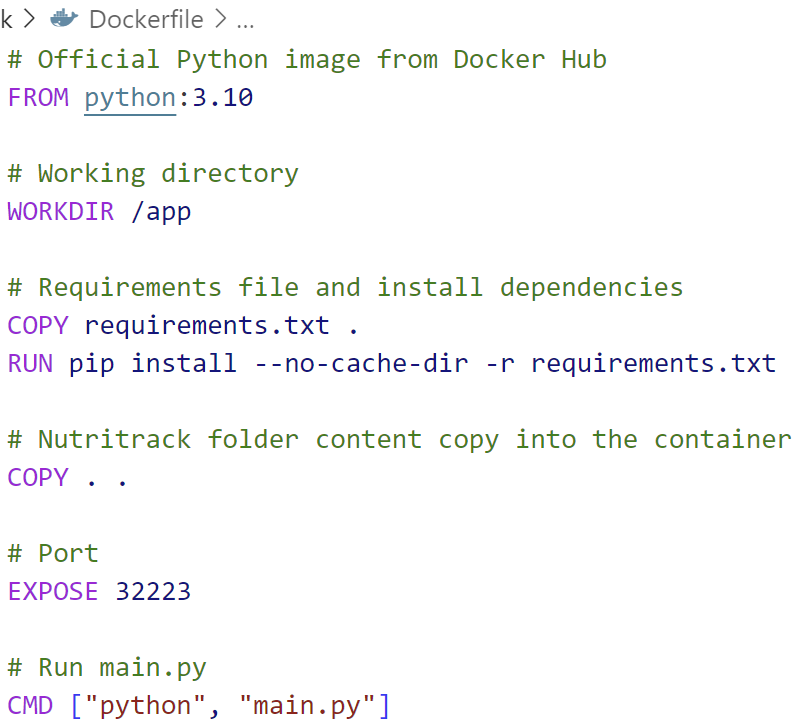 k > Dockerfile > ...
# Official Python image from Docker Hub
FROM python:3.10
# Working directory
WORKDIR /app
# Requirements file and install dependencies
COPY requirements.txt .
RUN pip install --no-cache-dir -r requirements.txt
# Nutritrack folder content copy into the container
COPY . .
# Port
EXPOSE 32223
# Run main.py
CMD ["python", "main.py"]